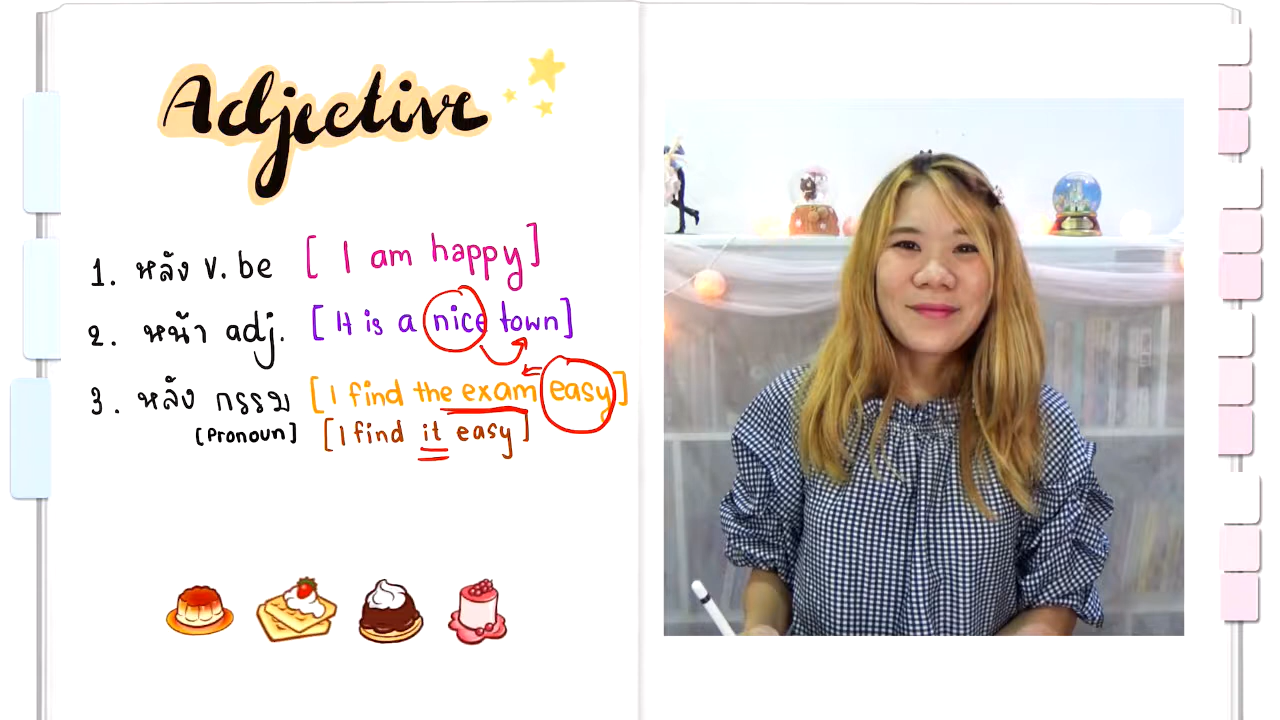 Adjective
1. หลัง v. be [ I am happy]
2. หน้า adj. [ It is a nice town]
3. หลัง กรรม [ I find the exam easy]
[Pronoun] [ I find it easy ]